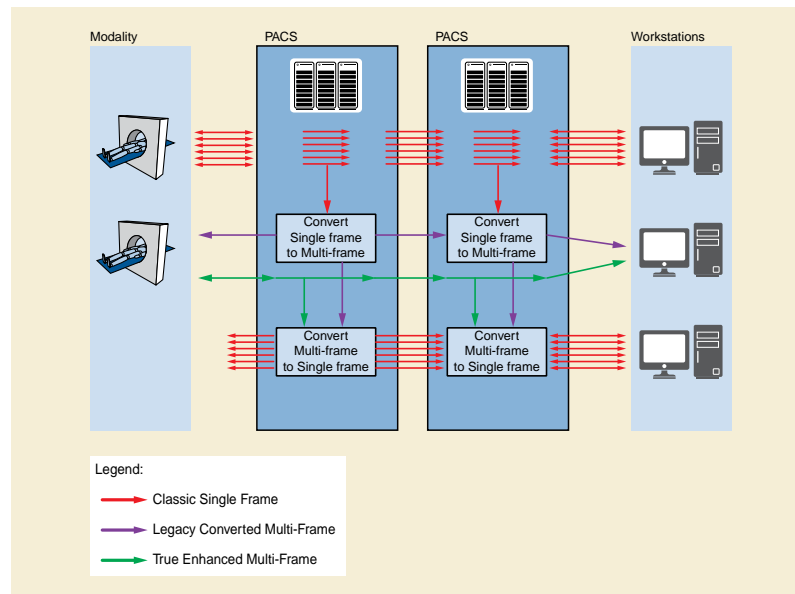 Modality
PACS
PACS
Workstations
Convert
Single frame
to Multi-frame
Convert
Single frame
to Multi-frame
Convert
Multi-frame
to Single frame
Convert
Multi-frame
to Single frame
Legend:
Classic Single Frame
Legacy Converted Multi-Frame
True Enhanced Multi-Frame